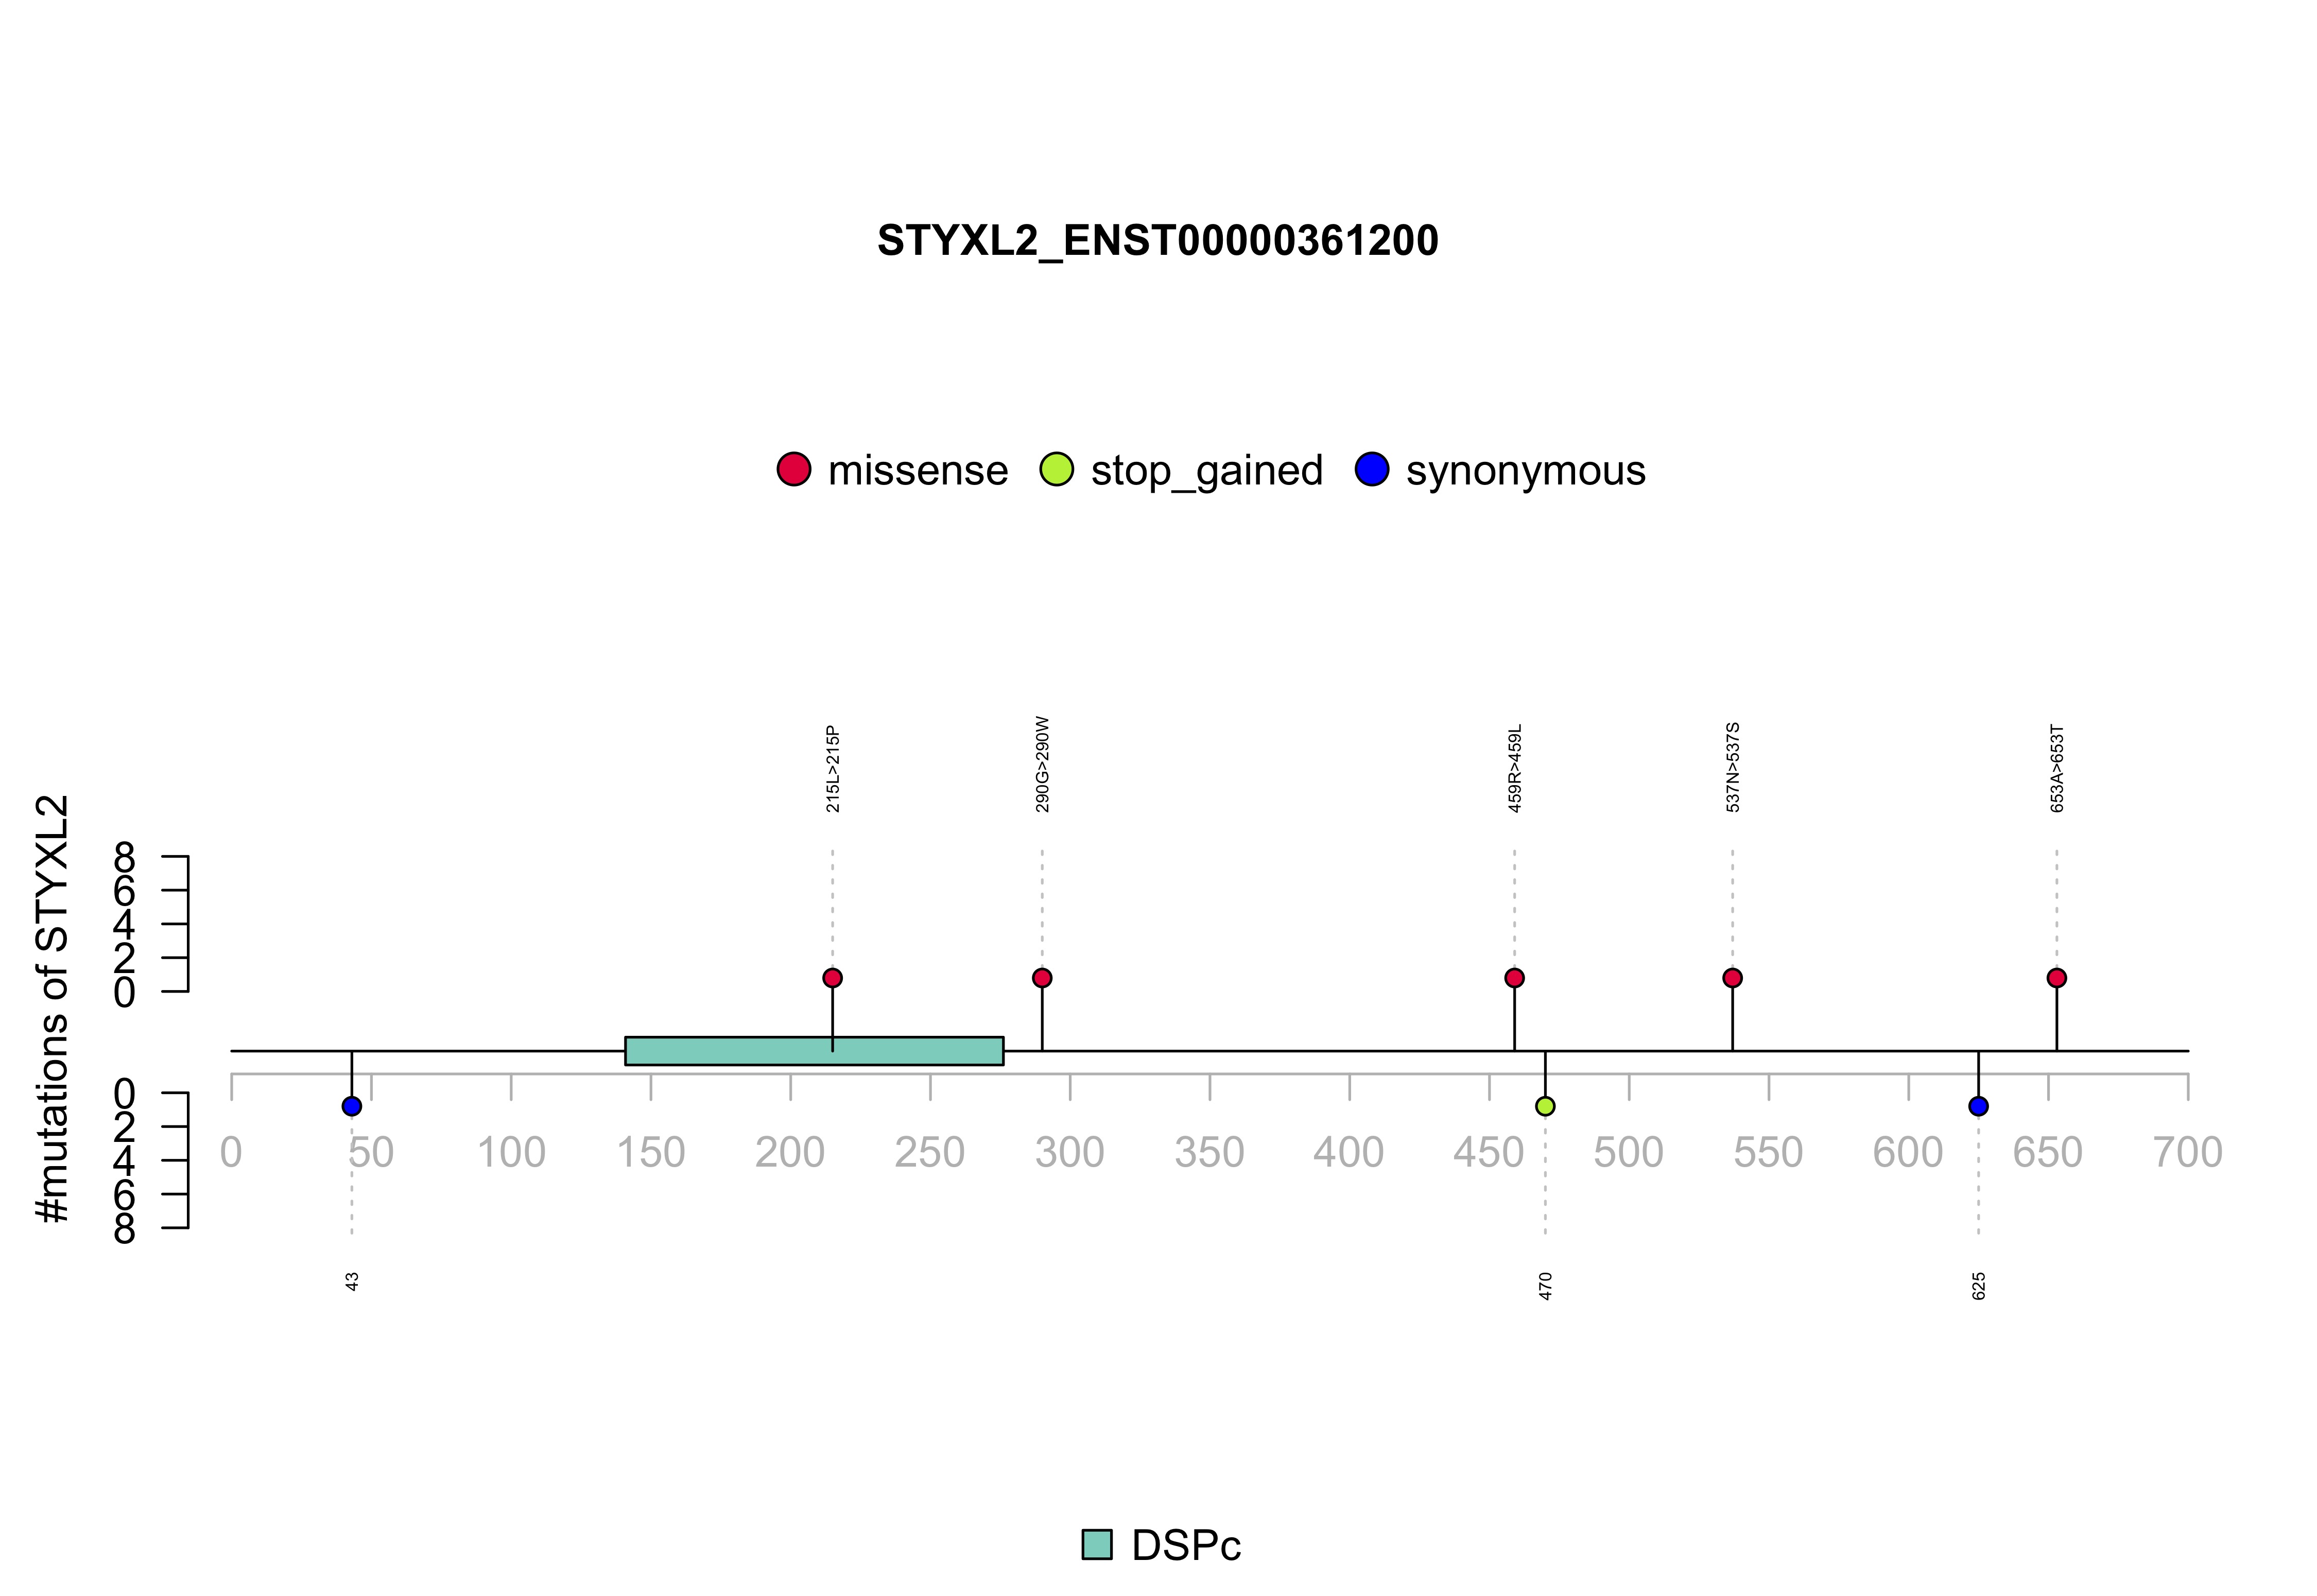 STYXL2_ENST00000361200
missense stop_gained synonymous
215L>215P
290G>290W
459R>459L
537N>537S
653A>653T
#mutations of STYXL2
8
6
4
2
0
0
2
4
6
8
0 50 100 150 200 250 300 350 400 450 500 550 600 650 700
43
470
625
DSPc